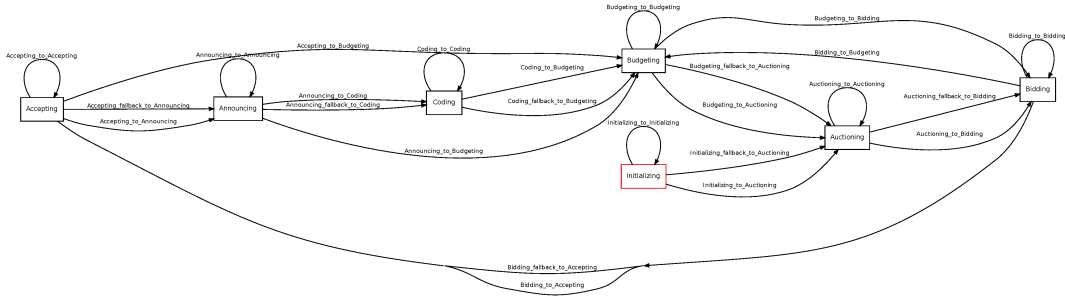 Budgeting_to_Budgeting
Budgeting_to_Bidding
Bidding_to_Bidding
Accepting_to_Budgeting
Coding_to_Coding
Accepting_to_Accepting
Announcing_to_Announcing
Bidding_to_Budgeting
Budgeting
Coding_to_Budgeting
Budgeting_fallback_to_Auctioning
Auctioning_to_Auctioning
Bidding
Announcing_to_Coding
Auctioning_fallback_to_Bidding
Accepting
Accepting_fallback_to_Announcing
Announcing
Announcing_fallback_to_Coding
Coding
Coding_fallback_to_Budgeting
Budgeting_to_Auctioning
Accepting_to_Announcing
Initializing_to_Initializing
Auctioning
Auctioning_to_Bidding
Announcing_to_Budgeting
Initializing_fallback_to_Auctioning
Initializing
Initializing_to_Auctioning
Bidding_fallback_to_Accepting
Bidding_to_Accepting